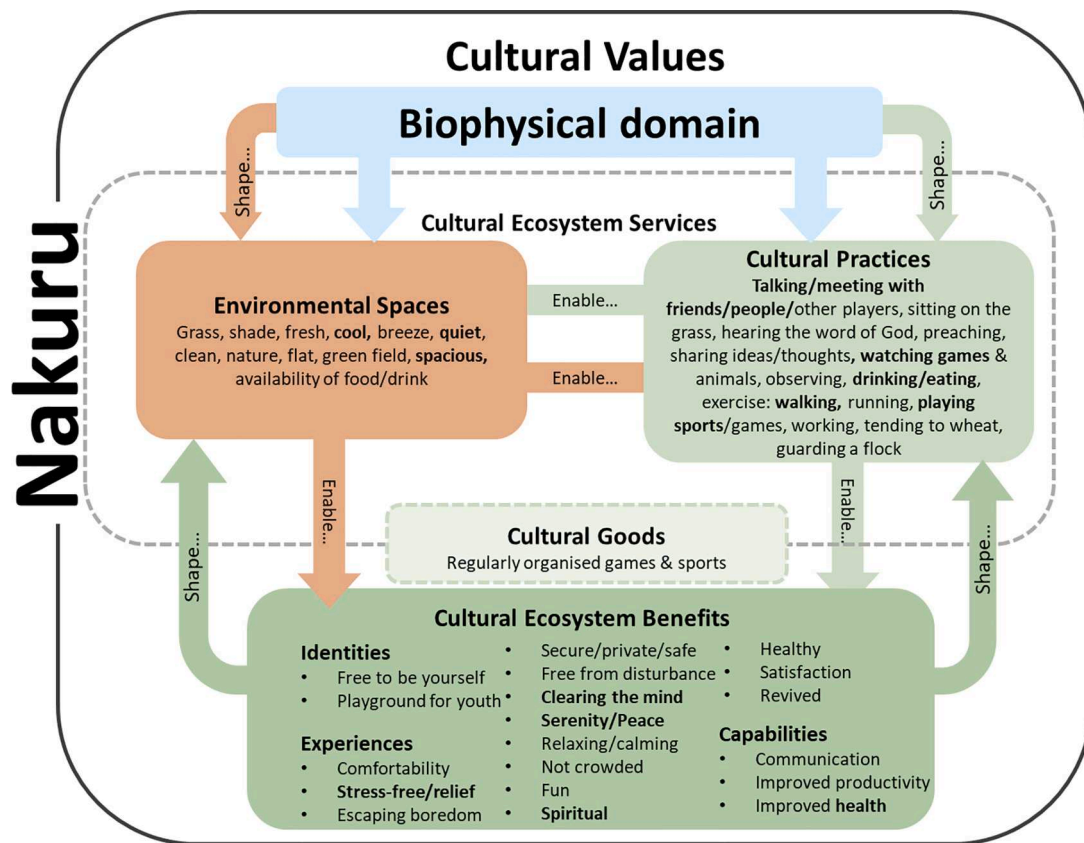 Nakuru
Cultural Values
Biophysical domain
Shape...
Shape...
Cultural Ecosystem Services
Environmental Spaces
Grass, shade, fresh, cool, breeze, quiet,
clean, nature, flat, green field, spacious,
availability of food/drink
Enable...
Enable...
Cultural Practices
Talking/meeting with
friends/people/other players, sitting on the
grass, hearing the word of God, preaching,
sharing ideas/thoughts, watching games &
animals, observing, drinking/eating,
exercise: walking, running, playing
sports/games, working, tending to wheat,
guarding a flock
Enable...
Enable...
Shape...
Shape...
Cultural Goods
Regularly organised games & sports
Cultural Ecosystem Benefits
Identities
• Free to be yourself
• Playground for youth
Experiences
• Comfortability
• Stress-free/relief
• Escaping boredom
• Secure/private/safe
• Free from disturbance
• Clearing the mind
• Serenity/Peace
• Relaxing/calming
• Not crowded
• Fun
• Spiritual
• Healthy
• Satisfaction
• Revived
Capabilities
• Communication
• Improved productivity
• Improved health